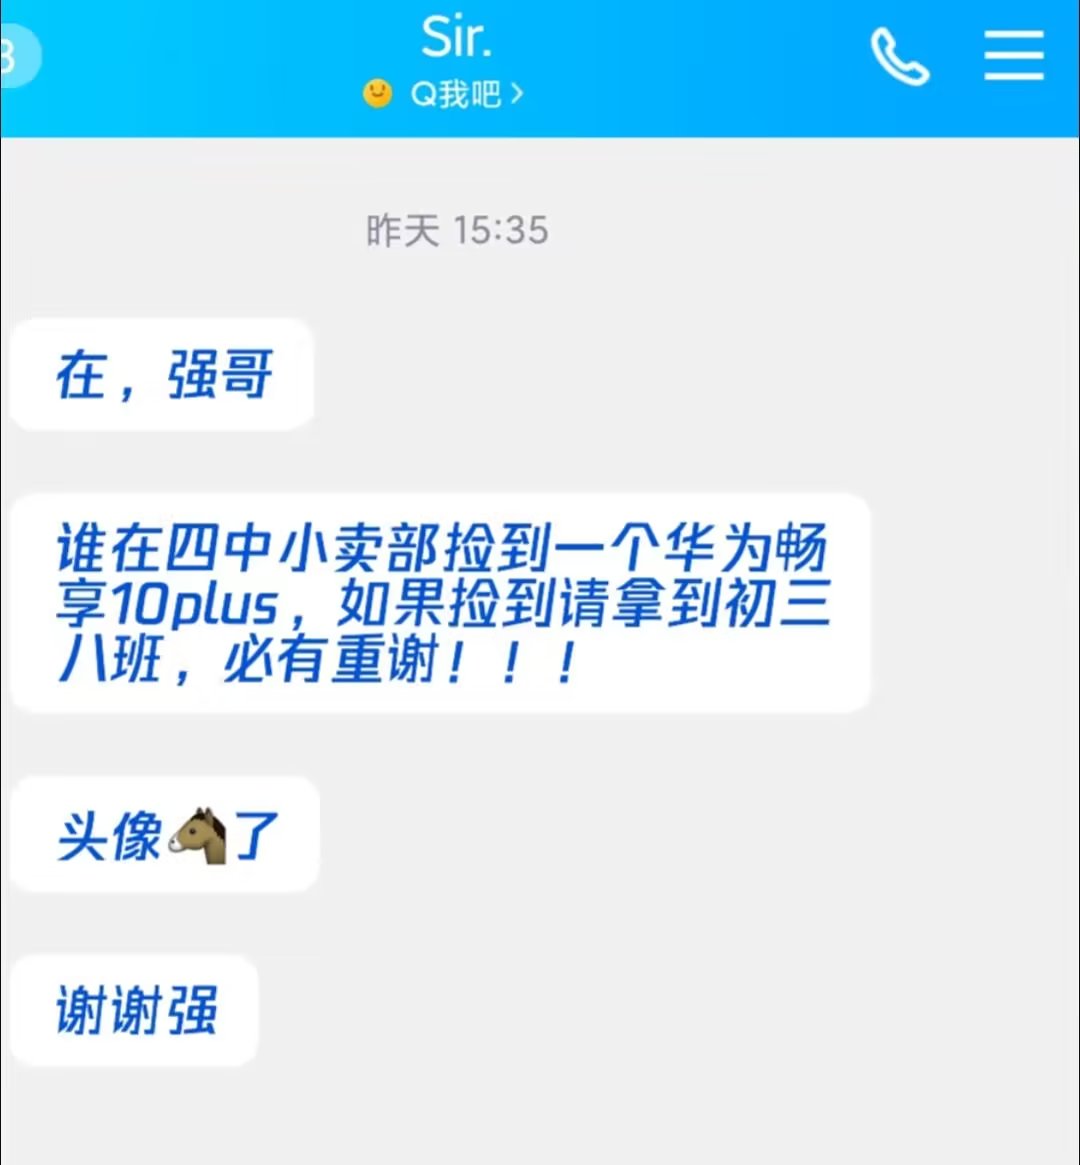 Sir.
Q我吧
昨天 15:35
在，强哥
谁在四中小卖部捡到一个华为畅
享10plus，如果捡到请拿到初三
八班，必有重谢！！！
头像🐴了
谢谢强